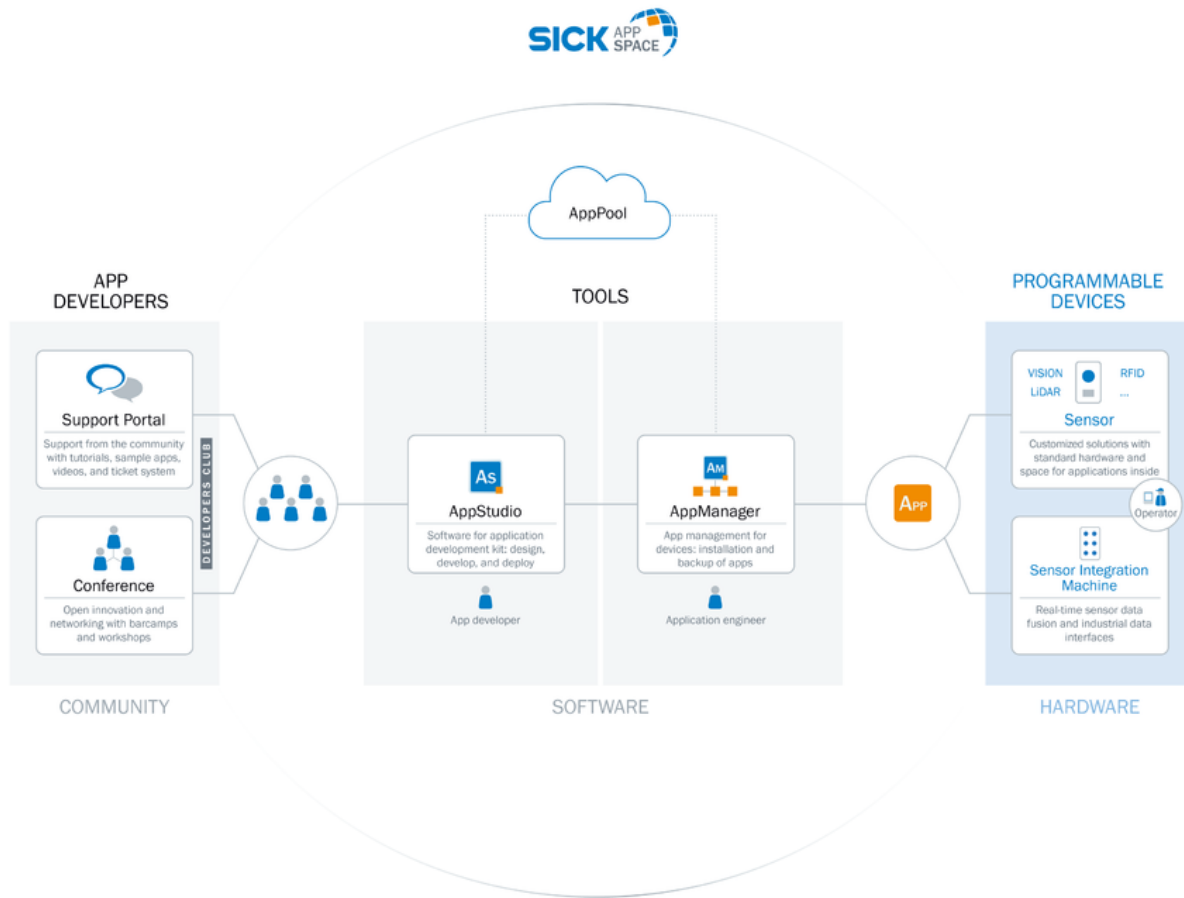 SICK APP SPACE
AppPool
APP
DEVELOPERS
TOOLS
PROGRAMMABLE
DEVICES
Support Portal
Support from the community
with tutorials, sample apps,
videos, and ticket system
Conference
Open innovation and
networking with barcamps
and workshops
DEVELOPERS CLUB
COMMUNITY
As
AppStudio
Software for application
development kit: design,
develop, and deploy
App developer
AM
AppManager
App management for
devices: installation and
backup of apps
Application engineer
SOFTWARE
APP
VISION
RFID
LiDAR
...
Sensor
Customized solutions with
standard hardware and
space for applications inside
Operator
Sensor Integration
Machine
Real-time sensor data
fusion and industrial data
interfaces
HARDWARE